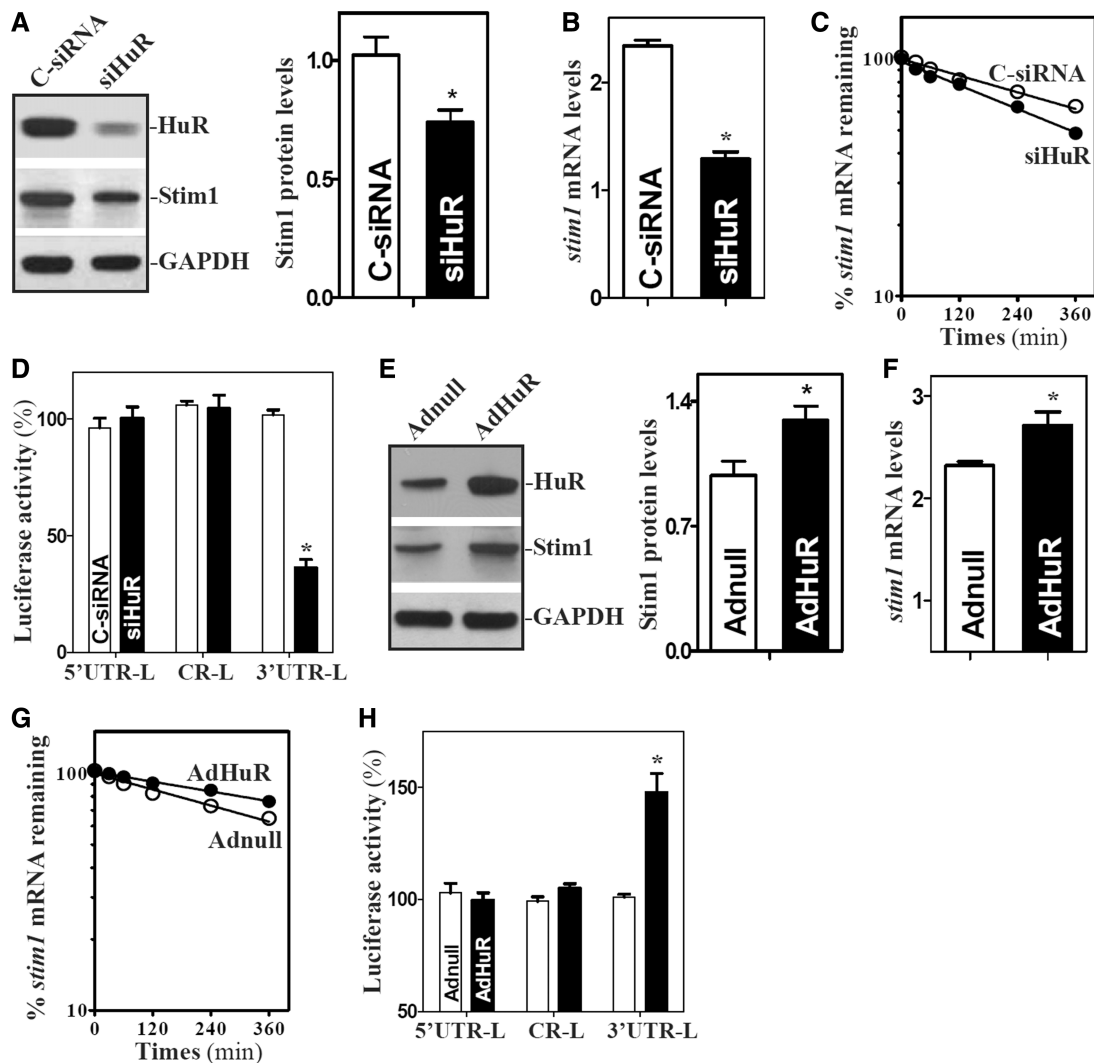 A
C-siRNA
siHuR
-HuR
-Stim1
-GAPDH
Stim1 protein levels
1.0
0.5
0.0
*
C-siRNA
siHuR
B
stim1 mRNA levels
2
1
0
*
C-siRNA
siHuR
C
% stim1 mRNA remaining
100
10
C-siRNA
siHuR
0 120 240 360
Times (min)
D
Luciferase activity (%)
100
50
0
C-siRNA
siHuR
*
5'UTR-L CR-L 3'UTR-L
E
Adnull
AdHuR
-HuR
-Stim1
-GAPDH
Stim1 protein levels
1.4
0.7
0.0
*
Adnull
AdHuR
F
stim1 mRNA levels
3
2
1
*
Adnull
AdHuR
G
% stim1 mRNA remaining
100
10
AdHuR
Adnull
0 120 240 360
Times (min)
H
Luciferase activity (%)
150
100
50
Adnull
AdHuR
*
5'UTR-L CR-L 3'UTR-L